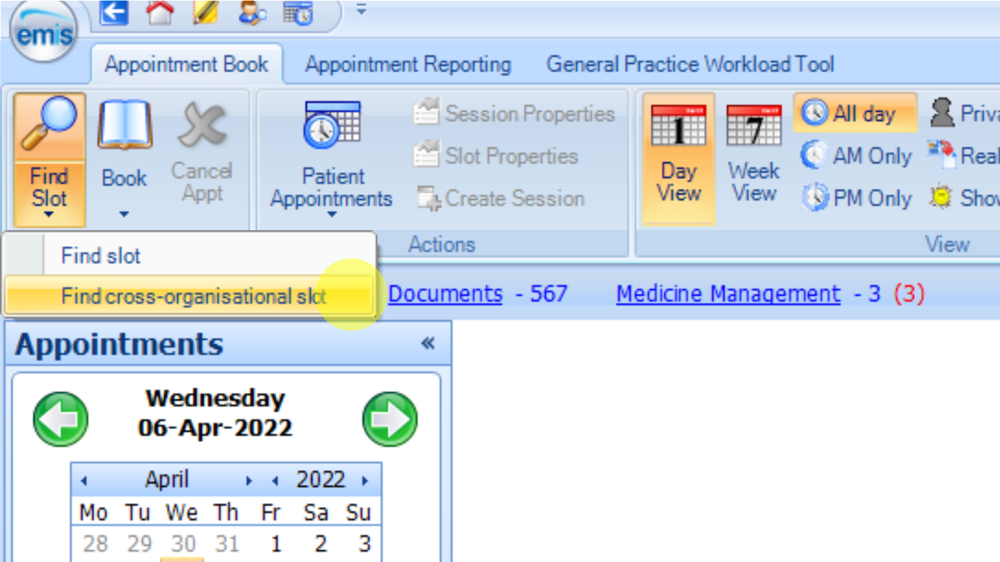 emis
Appointment Book
Appointment Reporting
General Practice Workload Tool
Find
Slot
Book
Cancel
Appt
Patient
Appointments
Session Properties
Slot Properties
Create Session
Actions
1
Day
View
7
Week
View
All day
AM Only
PM Only
View
Find slot
Find cross-organisational slot
Documents - 567 Medicine Management - 3 (3)
Appointments «
Wednesday
06-Apr-2022
April 2022
Mo Tu We Th Fr Sa Su
28 29 30 31 1 2 3